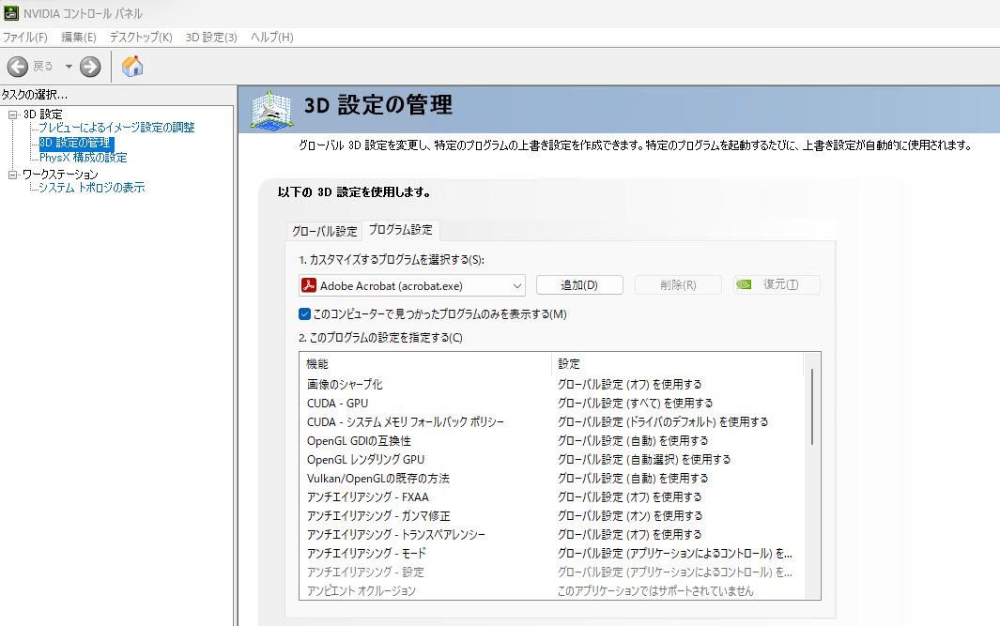 NVIDIA コントロール パネル
ファイル(F) 編集(E) デスクトップ(K) 3D 設定(3) ヘルプ(H)
戻る
タスクの選択...
3D 設定
プレビューによるイメージ設定の調整
3D 設定の管理
PhysX 構成の設定
ワークステーション
システム トポロジの表示
3D 設定の管理
グローバル 3D 設定を変更し、特定のプログラムの上書き設定を作成できます。特定のプログラムを起動するたびに、上書き設定が自動的に使用されます。
以下の 3D 設定を使用します。
グローバル設定 プログラム設定
1. カスタマイズするプログラムを選択する(S):
Adobe Acrobat (acrobat.exe) 追加(D) 削除(R) 復元(T)
このコンピューターで見つかったプログラムのみを表示する(M)
2. このプログラムの設定を指定する(C)
機能 設定
画像のシャープ化 グローバル設定 (オフ) を使用する
CUDA - GPU グローバル設定 (すべて) を使用する
CUDA - システム メモリ フォールバック ポリシー グローバル設定 (ドライバのデフォルト) を使用する
OpenGL GDIの互換性 グローバル設定 (自動) を使用する
OpenGL レンダリング GPU グローバル設定 (自動選択) を使用する
Vulkan/OpenGLの既存の方法 グローバル設定 (自動) を使用する
アンチエイリアシング - FXAA グローバル設定 (オフ) を使用する
アンチエイリアシング - ガンマ修正 グローバル設定 (オン) を使用する
アンチエイリアシング - トランスペアレンシー グローバル設定 (オフ) を使用する
アンチエイリアシング - モード グローバル設定 (アプリケーションによるコントロール) を...
アンチエイリアシング - 設定 グローバル設定 (アプリケーションによるコントロール) を...
アンビエント オクルージョン このアプリケーションではサポートされていません